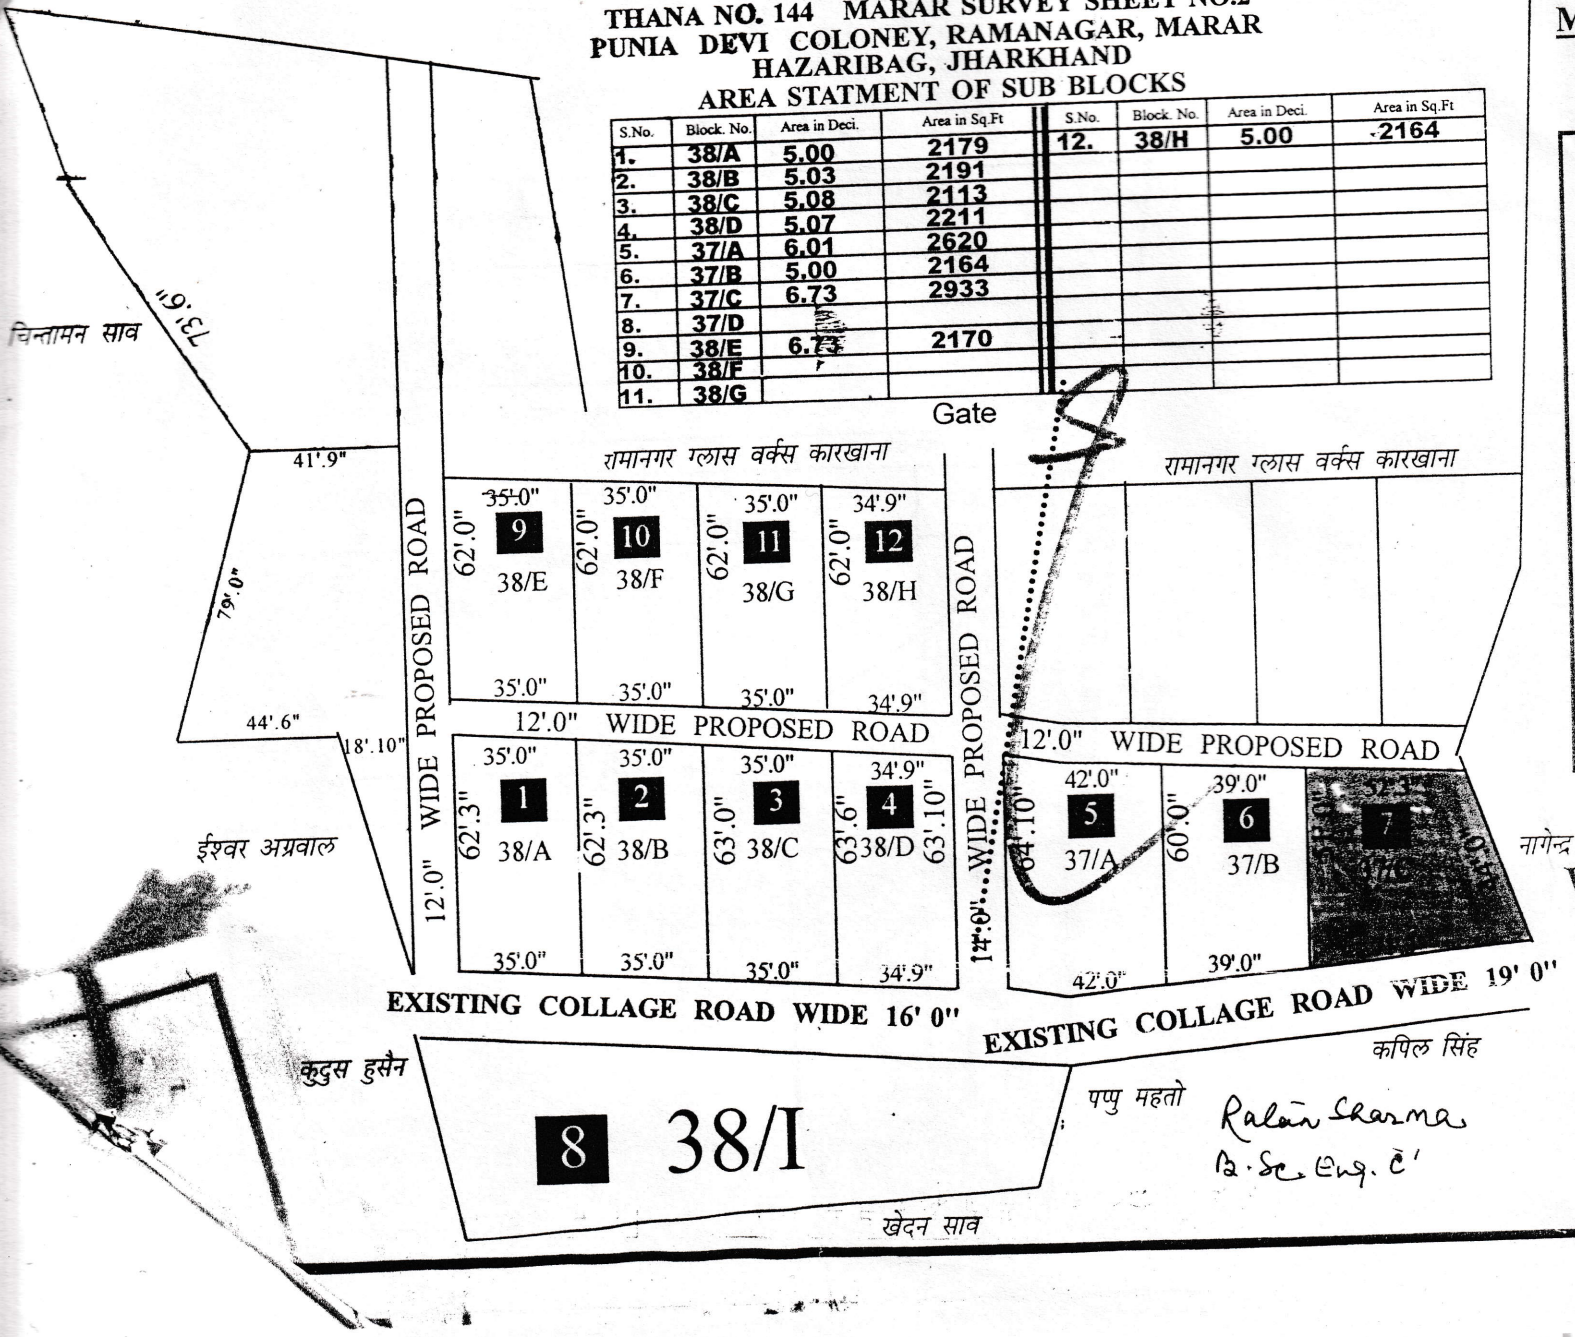 THANA NO. 144 MARAR SURVEY SHEET NO.2
PUNIA DEVI COLONEY, RAMANAGAR, MARAR
HAZARIBAG, JHARKHAND
AREA STATMENT OF SUB BLOCKS
S.No. Block. No. Area in Deci. Area in Sq.Ft S.No. Block. No. Area in Deci. Area in Sq.Ft
1. 38/A 5.00 2179 12. 38/H 5.00 2164
2. 38/B 5.03 2191
3. 38/C 5.08 2113
4. 38/D 5.07 2211
5. 37/A 6.01 2620
6. 37/B 5.00 2164
7. 37/C 6.73 2933
8. 37/D
9. 38/E 6.73 2170
10. 38/F
11. 38/G
Gate
चिन्तामन साव
73'.6"
41'.9"
79'.0"
44'.6"
18'.10"
ईश्वर अग्रवाल
रामानगर ग्लास वर्क्स कारखाना
रामानगर ग्लास वर्क्स कारखाना
35'.0" 35'.0" 35'.0" 34'.9"
62'.0" 9 62'.0" 10 62'.0" 11 62'.0" 12
38/E 38/F 38/G 38/H
35'.0" 35'.0" 35'.0" 34'.9"
12'.0" WIDE PROPOSED ROAD
12'.0" WIDE PROPOSED ROAD
14'.0" WIDE PROPOSED ROAD
12'.0" WIDE PROPOSED ROAD
35'.0" 35'.0" 35'.0" 34'.9" 42'.0" 39'.0"
62'.3" 1 62'.3" 2 63'.0" 3 63'.6" 4 63'.10" 64'.10" 5 60'.0" 6 7
38/A 38/B 38/C 38/D 37/A 37/B
नागेन्द्र
35'.0" 35'.0" 35'.0" 34'.9" 42'.0" 39'.0"
EXISTING COLLAGE ROAD WIDE 16' 0"
EXISTING COLLAGE ROAD WIDE 19' 0"
कुदुस हुसैन
कपिल सिंह
पप्पु महतो
8 38/I
खेदन साव
Sharma
B.Sc. Eng.